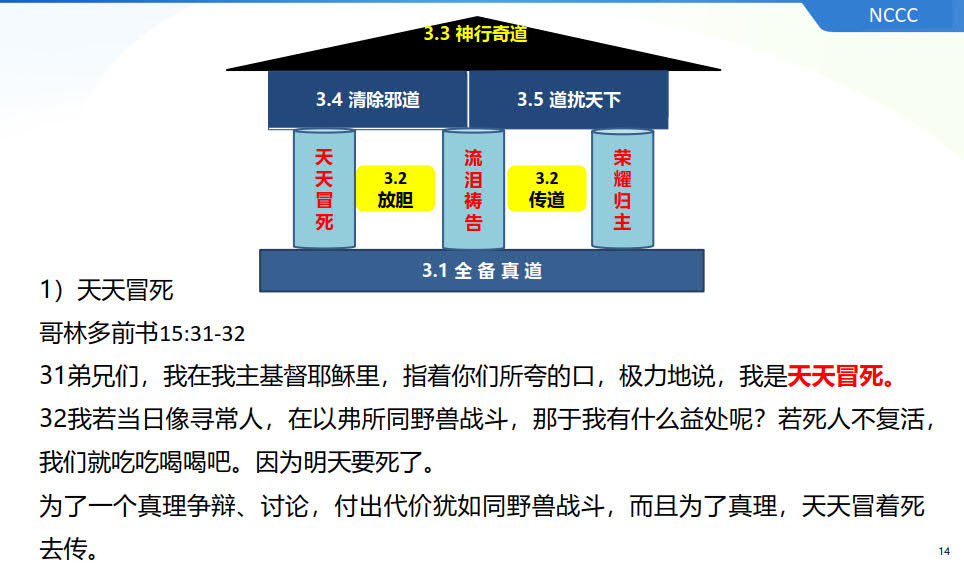 NCCC
3.3 神行奇道
3.4 清除邪道
3.5 道扰天下
天天冒死
3.2
放胆
流泪祷告
3.2
传道
荣耀归主
3.1 全 备 真 道
1）天天冒死
哥林多前书15:31-32
31弟兄们，我在我主基督耶稣里，指着你们所夸的口，极力地说，我是天天冒死。
32我若当日像寻常人，在以弗所同野兽战斗，那于我有什么益处呢？若死人不复活，
我们就吃吃喝喝吧。因为明天要死了。
为了一个真理争辩、讨论，付出代价犹如同野兽战斗，而且为了真理，天天冒着死
去传。
14